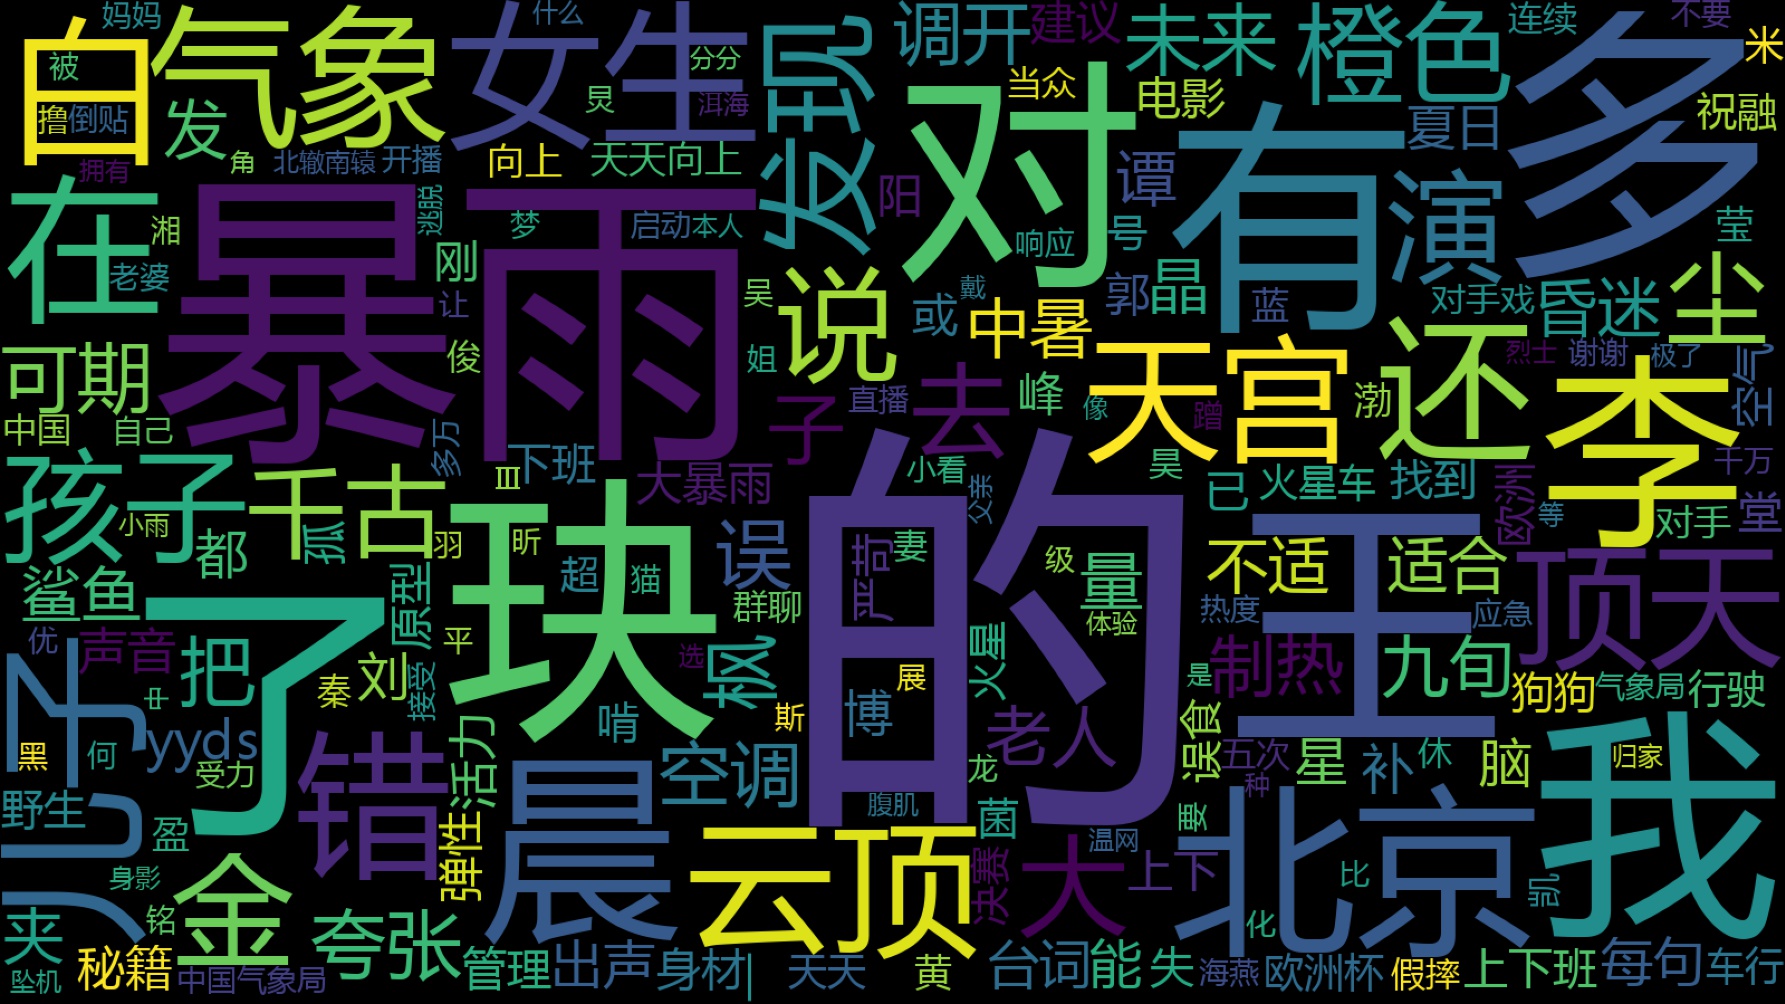 妈妈
什么
调开
建议
未来
橙色
连续
不要
米
白
气象
女生
发现
当众
电影
多
被
分分
炅
洱海
对
有
夏日
祝融
撸
倒贴
发
角
北辙南辕
开播
向上
天天向上
阳
谭
演
拥有
在
暴雨
逃脱
梦
启动
本人
响应
号
莹
湘
老婆
刚
说
或
戴
郭
晶
蓝
对手戏
昏迷
尘
让
吴
中暑
可期
俊
姐
天宫
还
烈士
谢谢
极了
空气
李
子
直播
去
峰
像
蹭
渤
中国
自己
多万
下班
大暴雨
小看
父亲
昊
已
火星车
找到
欧洲
千万
等
孩子
千古
的
王
对手
堂
小雨
孤
都
羽
昕
玦
误
严苛
妻
级
量
不适
适合
顶天
鲨鱼
了
原型
超
猫
群聊
体验
热度
应急
优
声音
把
平
选
枫
火星
是
制热
九旬
儿子
秦
刘
接受
展
狗狗
气象局
行驶
yyds
错
活力
啃
斯
博
老人
误食
黑
何
受力
空调
龙
五次
种
星
补
休
脑
归家
我
野生
盈
弹性
晨
腹肌
菌
要
北京
身影
金
云顶
决赛
大
温网
上下
比
凯
夹
铭
夸张
化
坠机
秘籍
中国气象局
管理
出声
身材
天天
黄
台词
能
失
海燕
欧洲杯
假摔
上下班
每句
车行